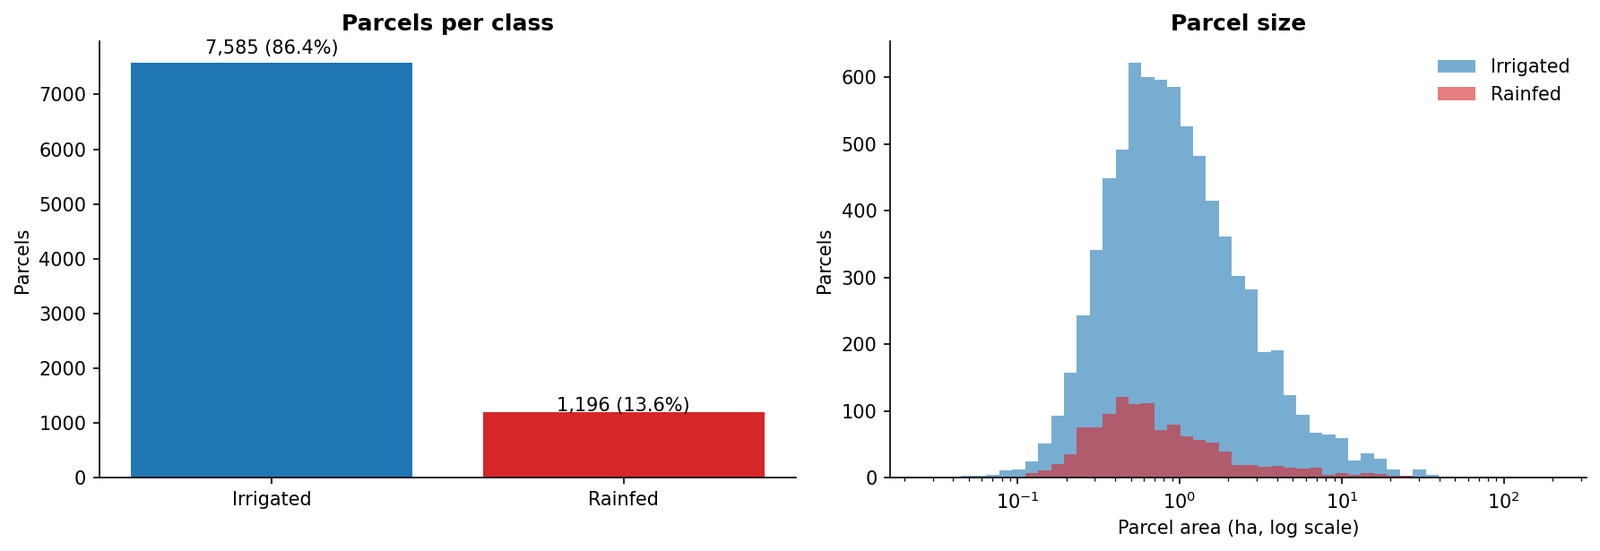 Parcels per class
7,585 (86.4%)
1,196 (13.6%)
Parcels
7000
6000
5000
4000
3000
2000
1000
0
Irrigated
Rainfed
Parcel size
Irrigated
Rainfed
Parcels
600
500
400
300
200
100
0
10⁻¹
10⁰
10¹
10²
Parcel area (ha, log scale)